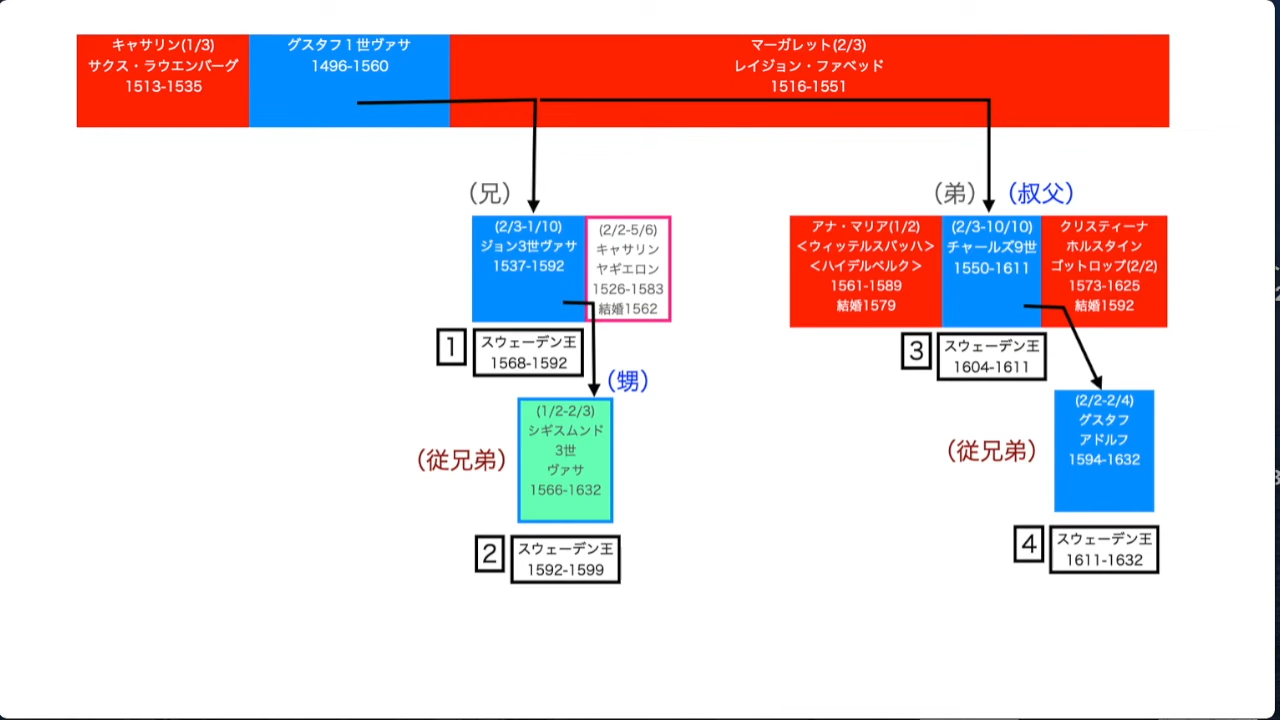 キャサリン(1/3)
サクス・ラウエンバーグ
1513-1535
グスタフ1世ヴァサ
1496-1560
マーガレット(2/3)
レイジョン・ファベッド
1516-1551
(兄)
(2/3-1/10)
ジョン3世ヴァサ
1537-1592
(2/2-5/6)
キャサリン
ヤギエロン
1526-1583
結婚1562
1
スウェーデン王
1568-1592
(甥)
(従兄弟)
(1/2-2/3)
シギスムンド
3世
ヴァサ
1566-1632
2
スウェーデン王
1592-1599
(弟)
(叔父)
アナ・マリア(1/2)
<ウィッテルスバッハ>
<ハイデルベルク>
1561-1589
結婚1579
(2/3-10/10)
チャールズ9世
1550-1611
クリスティーナ
ホルスタイン
ゴットロップ(2/2)
1573-1625
結婚1592
3
スウェーデン王
1604-1611
(従兄弟)
(2/2-2/4)
グスタフ
アドルフ
1594-1632
4
スウェーデン王
1611-1632